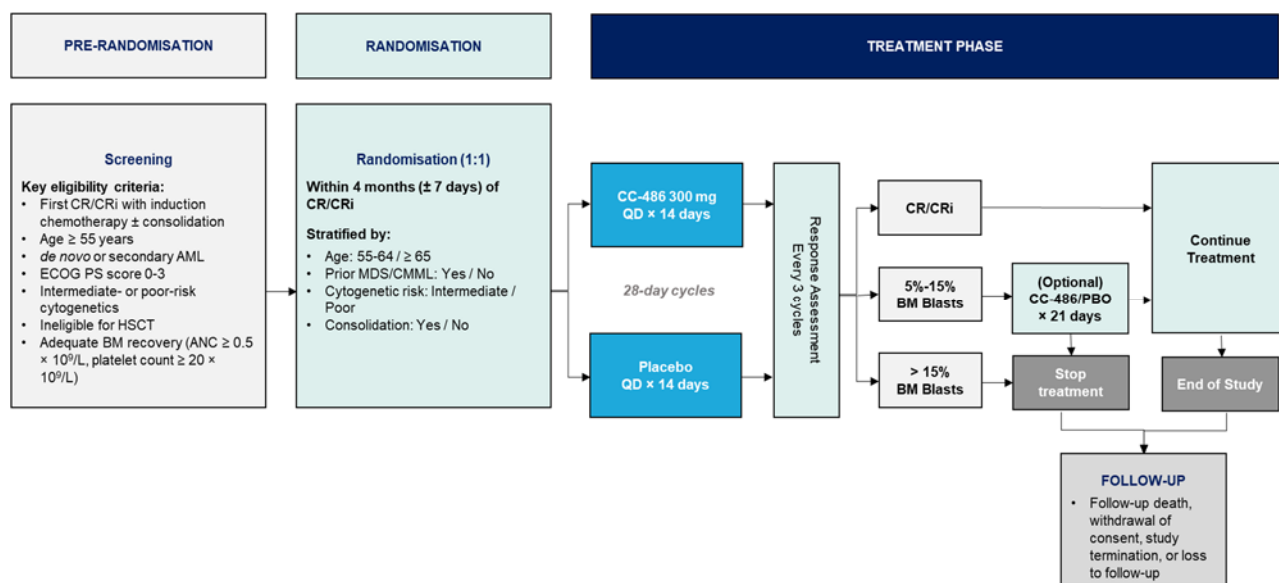 PRE-RANDOMISATION
RANDOMISATION
TREATMENT PHASE
Screening
Key eligibility criteria:
• First CR/CRi with induction
chemotherapy ± consolidation
• Age ≥ 55 years
• de novo or secondary AML
• ECOG PS score 0-3
• Intermediate- or poor-risk
cytogenetics
• Ineligible for HSCT
• Adequate BM recovery (ANC ≥ 0.5
× 10⁹/L, platelet count ≥ 20 ×
10⁹/L)
Randomisation (1:1)
Within 4 months (± 7 days) of
CR/CRi
Stratified by:
• Age: 55-64 / ≥ 65
• Prior MDS/CMML: Yes / No
• Cytogenetic risk: Intermediate /
Poor
• Consolidation: Yes / No
CC-486 300 mg
QD × 14 days
28-day cycles
Placebo
QD × 14 days
Response Assessment
Every 3 cycles
CR/CRi
5%-15%
BM Blasts
> 15%
BM Blasts
(Optional)
CC-486/PBO
× 21 days
Stop
treatment
Continue
Treatment
End of Study
FOLLOW-UP
• Follow-up death,
withdrawal of
consent, study
termination, or loss
to follow-up